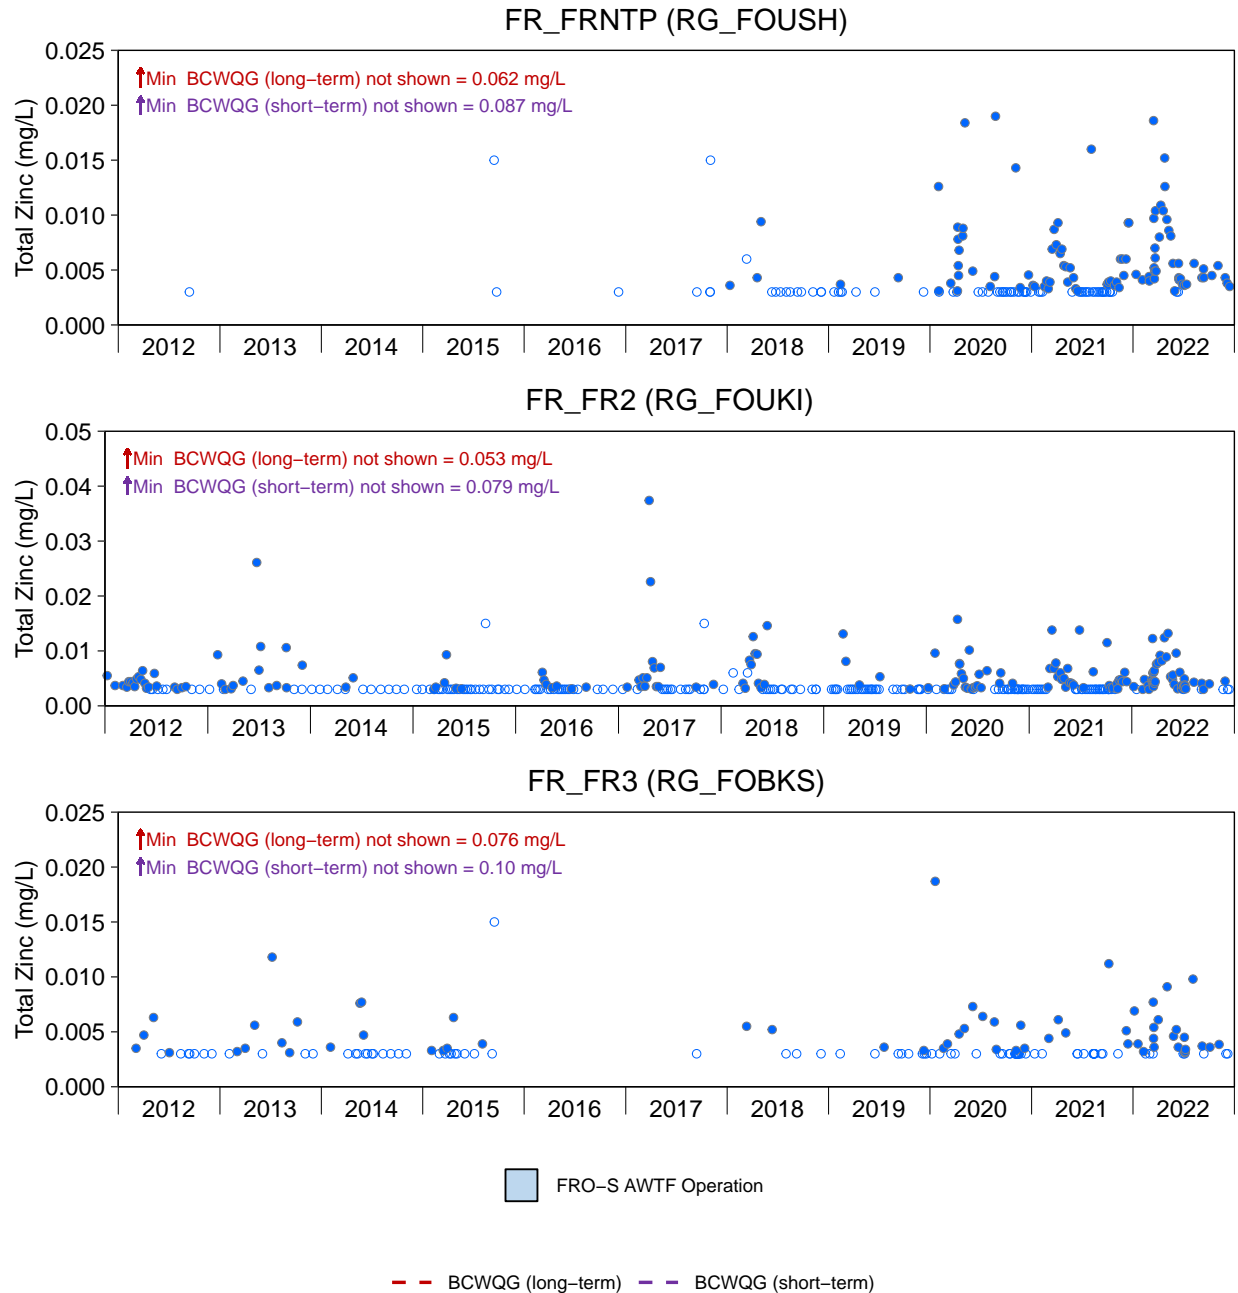 FR_FRNTP (RG_FOUSH)
Total Zinc (mg/L)
0.025
0.020
0.015
0.010
0.005
0.000
Min BCWQG (long−term) not shown = 0.062 mg/L
Min BCWQG (short−term) not shown = 0.087 mg/L
2012 2013 2014 2015 2016 2017 2018 2019 2020 2021 2022
FR_FR2 (RG_FOUKI)
Total Zinc (mg/L)
0.05
0.04
0.03
0.02
0.01
0.00
Min BCWQG (long−term) not shown = 0.053 mg/L
Min BCWQG (short−term) not shown = 0.079 mg/L
2012 2013 2014 2015 2016 2017 2018 2019 2020 2021 2022
FR_FR3 (RG_FOBKS)
Total Zinc (mg/L)
0.025
0.020
0.015
0.010
0.005
0.000
Min BCWQG (long−term) not shown = 0.076 mg/L
Min BCWQG (short−term) not shown = 0.10 mg/L
2012 2013 2014 2015 2016 2017 2018 2019 2020 2021 2022
FRO−S AWTF Operation
BCWQG (long−term) BCWQG (short−term)